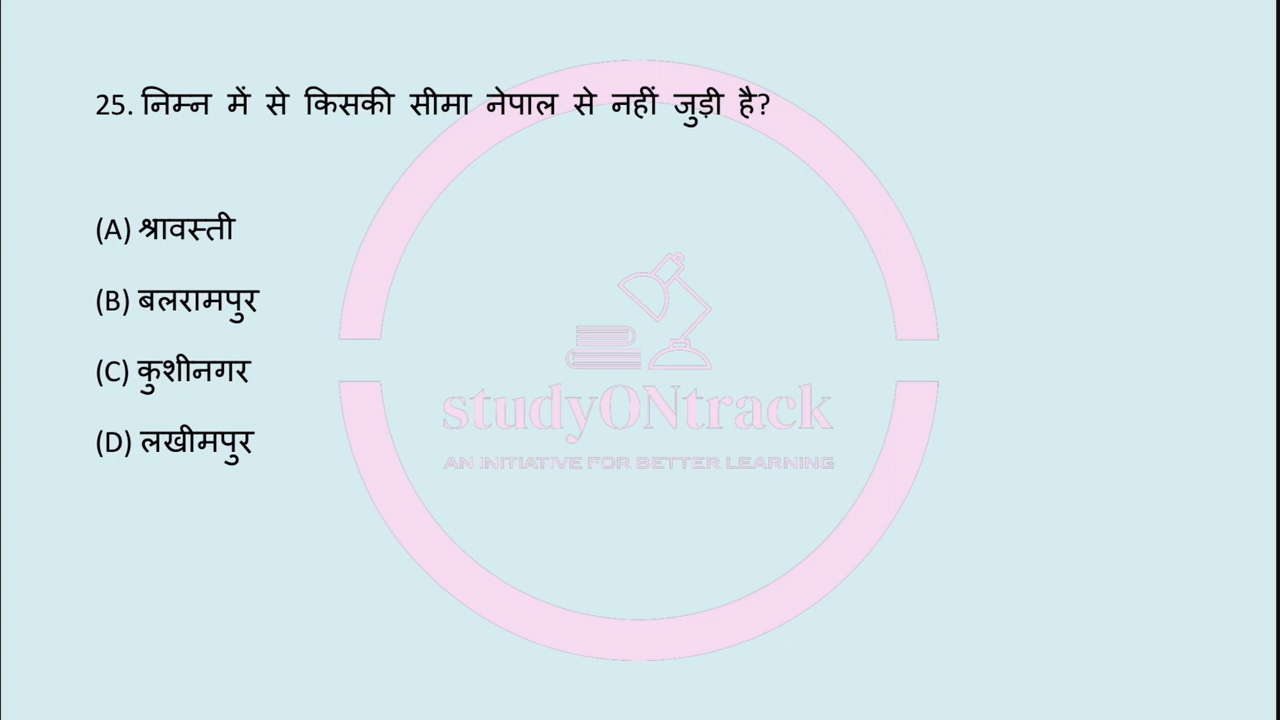 25. निम्न में से किसकी सीमा नेपाल से नहीं जुड़ी है?
(A) श्रावस्ती
(B) बलरामपुर
(C) कुशीनगर
(D) लखीमपुर
studyONtrack
AN INITIATIVE FOR BETTER LEARNING